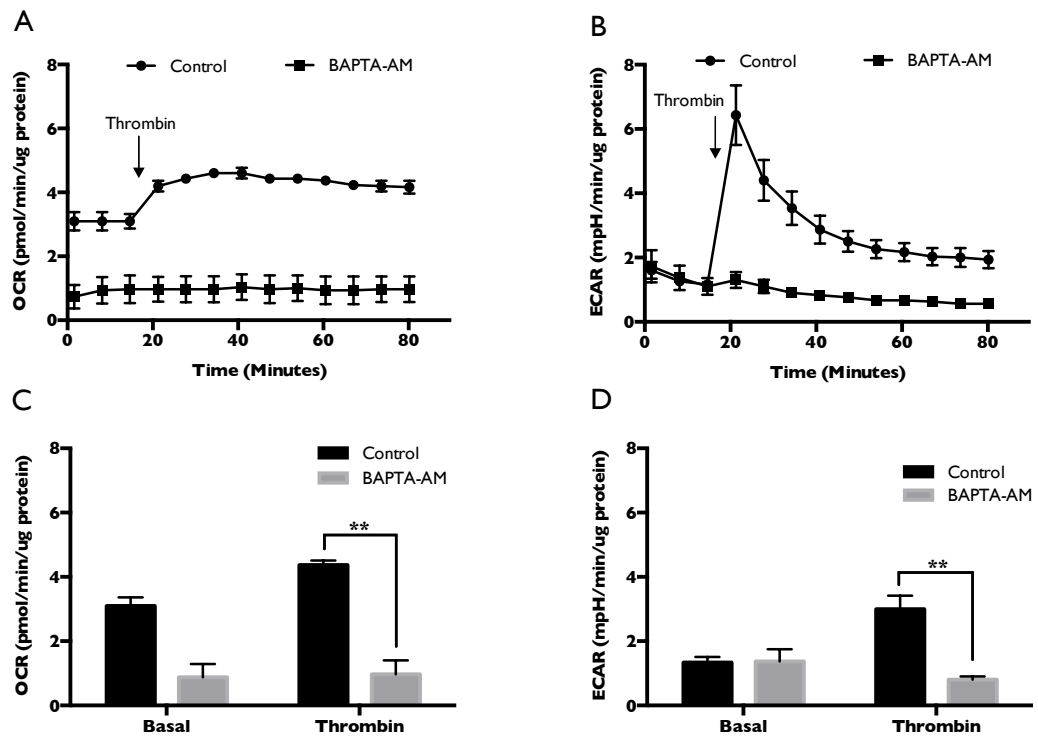 A
Control BAPTA-AM
Thrombin
OCR (pmol/min/ug protein)
8
6
4
2
0
0 20 40 60 80
Time (Minutes)
B
Control BAPTA-AM
Thrombin
ECAR (mpH/min/ug protein)
8
6
4
2
0
0 20 40 60 80
Time (Minutes)
C
Control
BAPTA-AM
OCR (pmol/min/ug protein)
8
6
4
2
0
**
Basal Thrombin
D
Control
BAPTA-AM
ECAR (mpH/min/ug protein)
8
6
4
2
0
**
Basal Thrombin